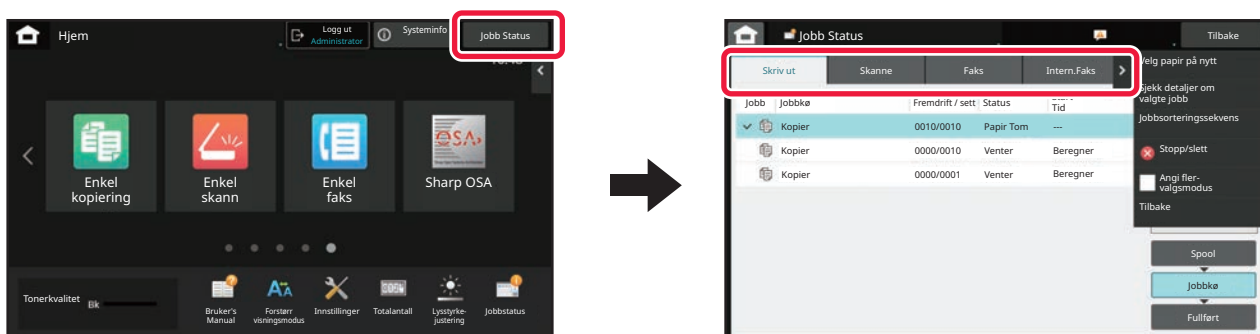 Hjem
Logg ut
Administrator
Systeminfo
Jobb Status
OSA
Enkel
kopiering
Enkel
skann
Enkel
faks
Sharp OSA
Tonerkvalitet
Bk
Bruker's
Manual
Forstørr
visningsmodus
Innstillinger
Totalantall
Lysstyrke-
justering
Jobbstatus
Jobb Status
Tilbake
Skriv ut
Skanne
Faks
Intern.Faks
Velg papir på nytt
Sjekk detaljer om
valgte jobb
Jobbsorteringssekvens
Stopp/slett
Angi fler-
valgsmodus
Tilbake
Jobb Jobbkø Fremdrift / sett Status Tid
Kopier 0010/0010 Papir Tom ---
Kopier 0000/0010 Venter Beregner
Kopier 0000/0001 Venter Beregner
Spool
Jobbkø
Fullført